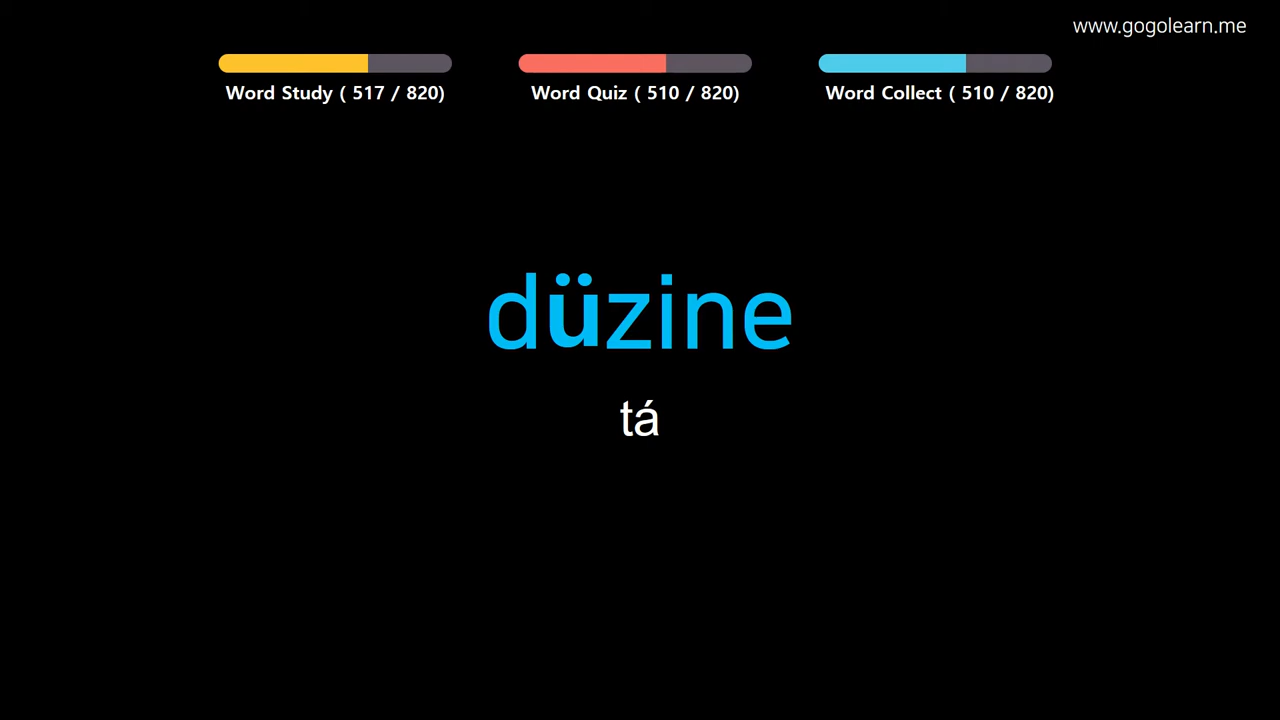 www.gogolearn.me
Word Study ( 517 / 820)
Word Quiz ( 510 / 820)
Word Collect ( 510 / 820)
düzine
tá